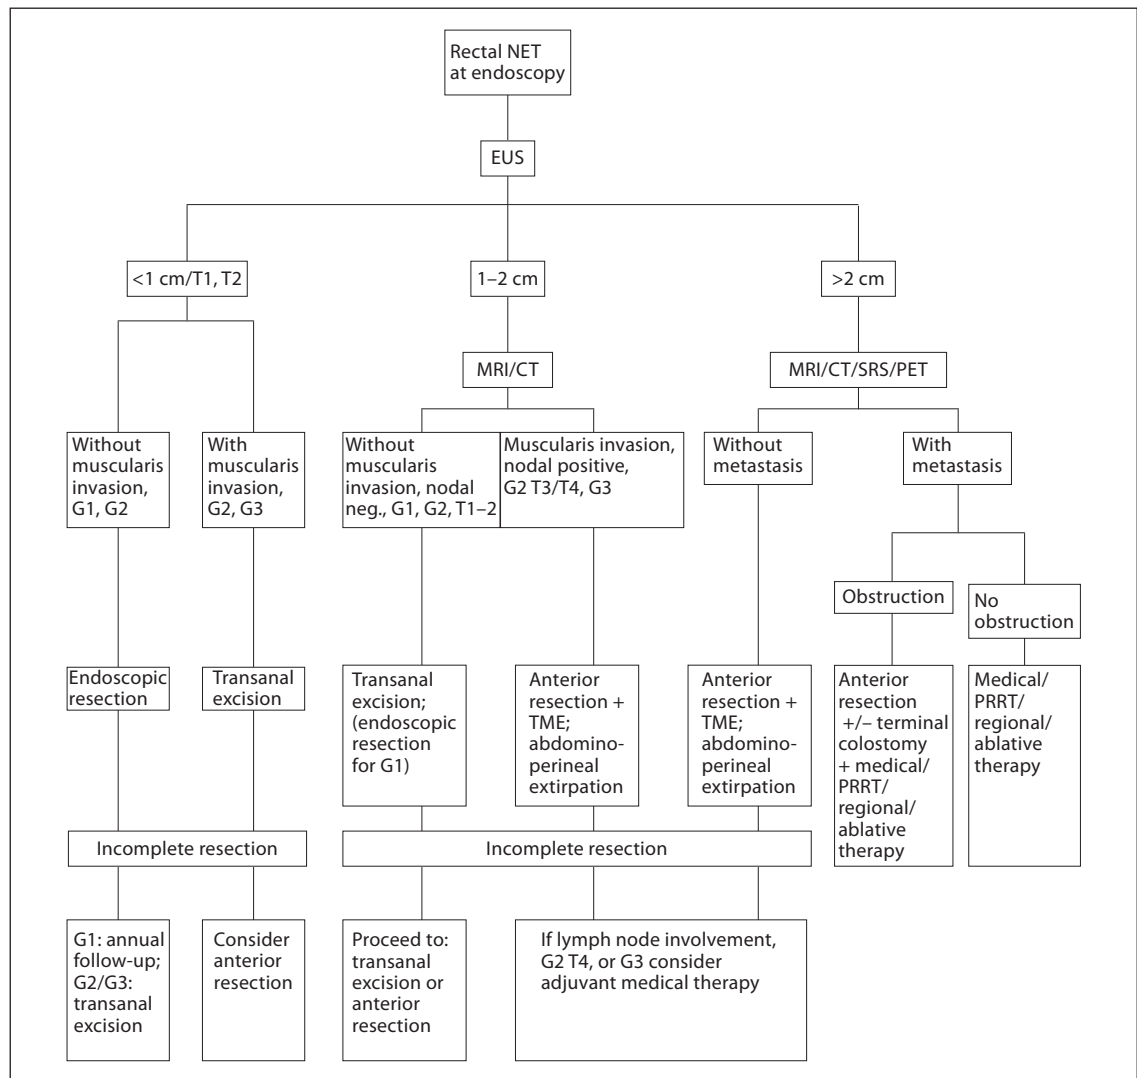 Rectal NET
at endoscopy
EUS
<1 cm/T1, T2
1–2 cm
>2 cm
MRI/CT
MRI/CT/SRS/PET
Without
muscularis
invasion,
G1, G2
With
muscularis
invasion,
G2, G3
Without
muscularis
invasion, nodal
neg., G1, G2, T1–2
Muscularis invasion,
nodal positive,
G2 T3/T4, G3
Without
metastasis
With
metastasis
Obstruction
No
obstruction
Endoscopic
resection
Transanal
excision
Transanal
excision;
(endoscopic
resection
for G1)
Anterior
resection +
TME;
abdomino-
perineal
extirpation
Anterior
resection +
TME;
abdomino-
perineal
extirpation
Anterior
resection
+/– terminal
colostomy
+ medical/
PRRT/
regional/
ablative
therapy
Medical/
PRRT/
regional/
ablative
therapy
Incomplete resection
Incomplete resection
G1: annual
follow-up;
G2/G3:
transanal
excision
Consider
anterior
resection
Proceed to:
transanal
excision or
anterior
resection
If lymph node involvement,
G2 T4, or G3 consider
adjuvant medical therapy